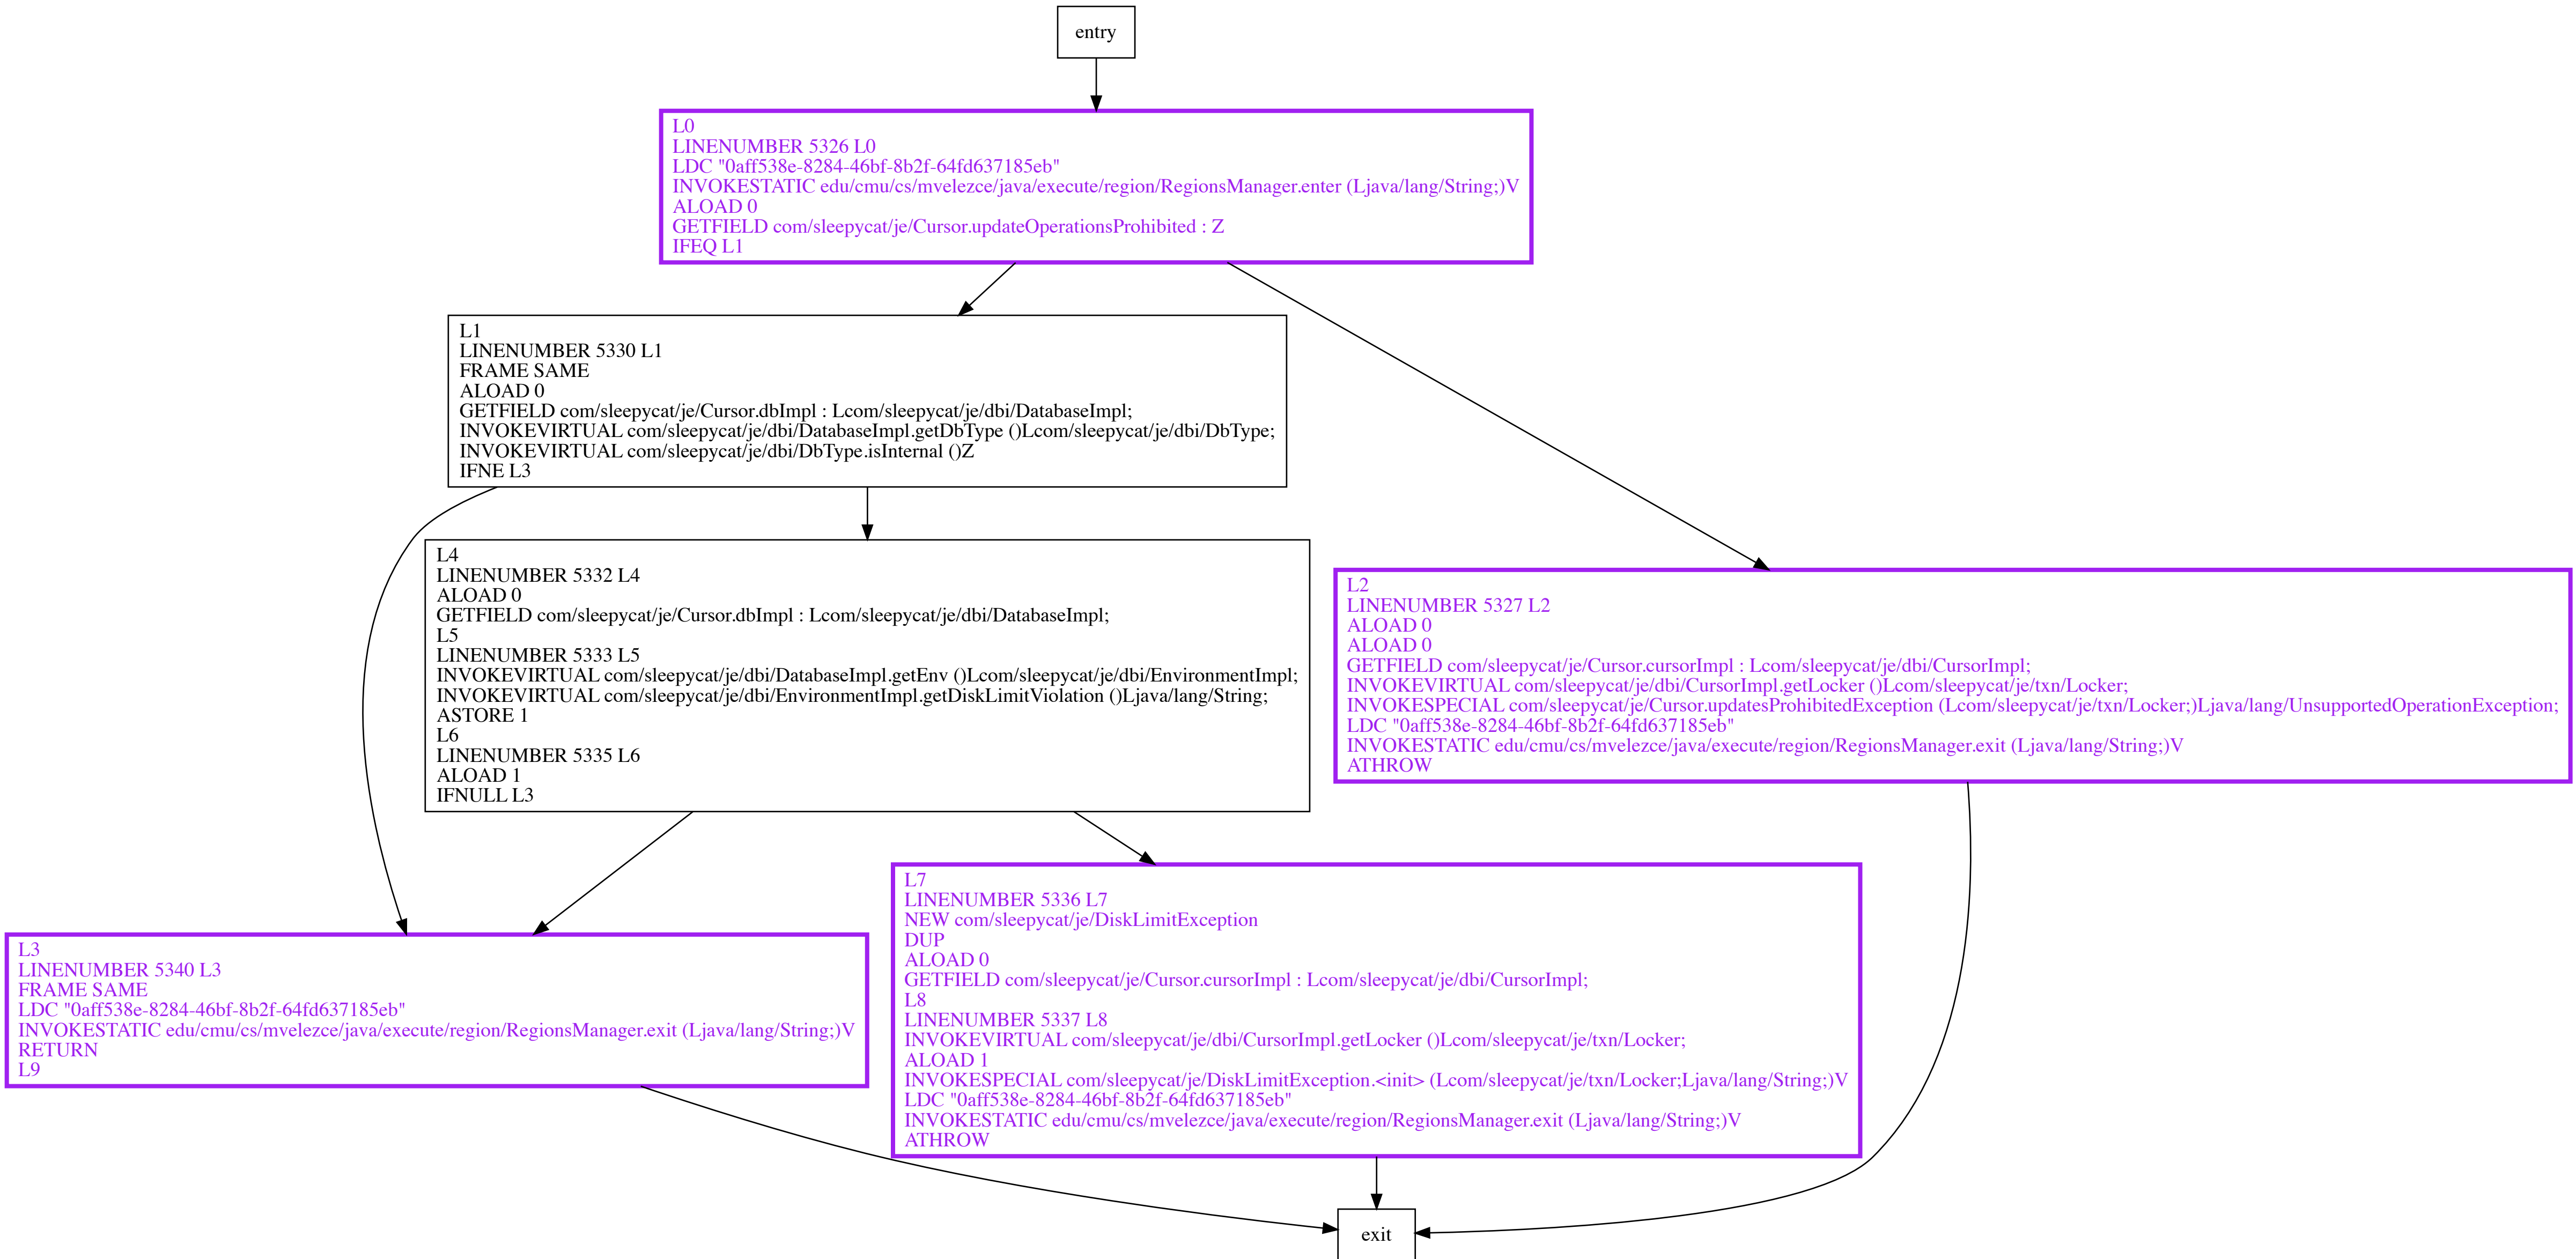 entry
L0
LINENUMBER 5326 L0
LDC "0aff538e-8284-46bf-8b2f-64fd637185eb"
INVOKESTATIC edu/cmu/cs/mvelezce/java/execute/region/RegionsManager.enter (Ljava/lang/String;)V
ALOAD 0
GETFIELD com/sleepycat/je/Cursor.updateOperationsProhibited : Z
IFEQ L1
L1
LINENUMBER 5330 L1
FRAME SAME
ALOAD 0
GETFIELD com/sleepycat/je/Cursor.dbImpl : Lcom/sleepycat/je/dbi/DatabaseImpl;
INVOKEVIRTUAL com/sleepycat/je/dbi/DatabaseImpl.getDbType ()Lcom/sleepycat/je/dbi/DbType;
INVOKEVIRTUAL com/sleepycat/je/dbi/DbType.isInternal ()Z
IFNE L3
L4
LINENUMBER 5332 L4
ALOAD 0
GETFIELD com/sleepycat/je/Cursor.dbImpl : Lcom/sleepycat/je/dbi/DatabaseImpl;
L5
LINENUMBER 5333 L5
INVOKEVIRTUAL com/sleepycat/je/dbi/DatabaseImpl.getEnv ()Lcom/sleepycat/je/dbi/EnvironmentImpl;
INVOKEVIRTUAL com/sleepycat/je/dbi/EnvironmentImpl.getDiskLimitViolation ()Ljava/lang/String;
ASTORE 1
L6
LINENUMBER 5335 L6
ALOAD 1
IFNULL L3
L2
LINENUMBER 5327 L2
ALOAD 0
ALOAD 0
GETFIELD com/sleepycat/je/Cursor.cursorImpl : Lcom/sleepycat/je/dbi/CursorImpl;
INVOKEVIRTUAL com/sleepycat/je/dbi/CursorImpl.getLocker ()Lcom/sleepycat/je/txn/Locker;
INVOKESPECIAL com/sleepycat/je/Cursor.updatesProhibitedException (Lcom/sleepycat/je/txn/Locker;)Ljava/lang/UnsupportedOperationException;
LDC "0aff538e-8284-46bf-8b2f-64fd637185eb"
INVOKESTATIC edu/cmu/cs/mvelezce/java/execute/region/RegionsManager.exit (Ljava/lang/String;)V
ATHROW
L3
LINENUMBER 5340 L3
FRAME SAME
LDC "0aff538e-8284-46bf-8b2f-64fd637185eb"
INVOKESTATIC edu/cmu/cs/mvelezce/java/execute/region/RegionsManager.exit (Ljava/lang/String;)V
RETURN
L9
L7
LINENUMBER 5336 L7
NEW com/sleepycat/je/DiskLimitException
DUP
ALOAD 0
GETFIELD com/sleepycat/je/Cursor.cursorImpl : Lcom/sleepycat/je/dbi/CursorImpl;
L8
LINENUMBER 5337 L8
INVOKEVIRTUAL com/sleepycat/je/dbi/CursorImpl.getLocker ()Lcom/sleepycat/je/txn/Locker;
ALOAD 1
INVOKESPECIAL com/sleepycat/je/DiskLimitException.<init> (Lcom/sleepycat/je/txn/Locker;Ljava/lang/String;)V
LDC "0aff538e-8284-46bf-8b2f-64fd637185eb"
INVOKESTATIC edu/cmu/cs/mvelezce/java/execute/region/RegionsManager.exit (Ljava/lang/String;)V
ATHROW
exit